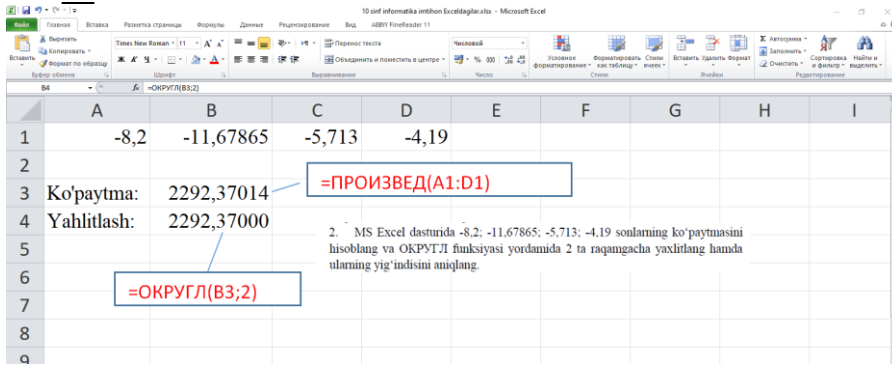 10 sinf informatika imtihon Exceldagilar.xlsx - Microsoft Excel
Файл Главная Вставка Разметка страницы Формулы Данные Рецензирование Вид ABBYY FineReader 11
Вставить Вырезать Копировать Формат по образцу Буфер обмена
Times New Roman 11 Ж К Ч Шрифт
Перенос текста Объединить и поместить в центре Выравнивание
Числовой % 000 Число
Условное форматирование Форматировать как таблицу Стили ячеек Стили
Вставить Удалить Формат Ячейки
Σ Автосумма Заполнить Очистить Сортировка и фильтр Найти и выделить Редактирование
B4 fx =ОКРУГЛ(B3;2)
A B C D E F G H I
1 -8,2 -11,67865 -5,713 -4,19
2
3 Ko'paytma: 2292,37014 =ПРОИЗВЕД(A1:D1)
4 Yahlitlash: 2292,37000
2. MS Excel dasturida -8,2; -11,67865; -5,713; -4,19 sonlarning ko‘paytmasini
5 hisoblang va ОКРУГЛ funksiyasi yordamida 2 ta raqamgacha yaxlitlang hamda
ularning yig‘indisini aniqlang.
6 =ОКРУГЛ(B3;2)
7
8
9